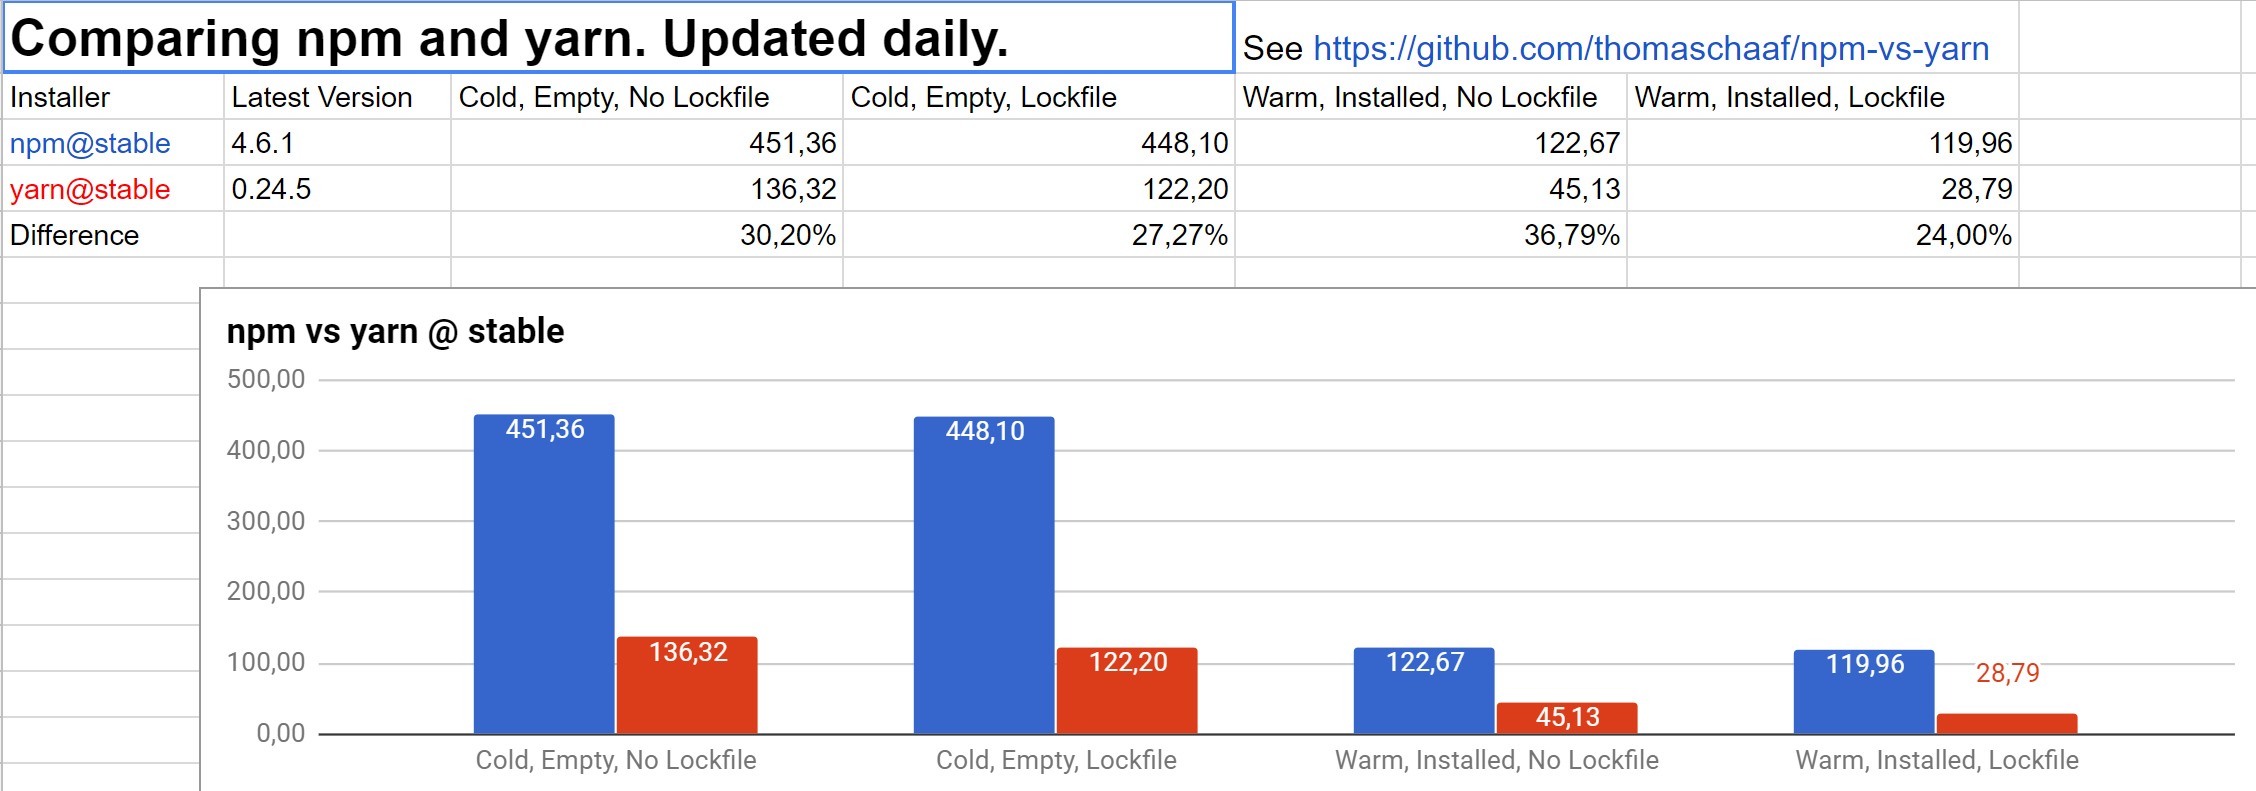 Comparing npm and yarn. Updated daily. See https://github.com/thomaschaaf/npm-vs-yarn
Installer Latest Version Cold, Empty, No Lockfile Cold, Empty, Lockfile Warm, Installed, No Lockfile Warm, Installed, Lockfile
npm@stable 4.6.1 451,36 448,10 122,67 119,96
yarn@stable 0.24.5 136,32 122,20 45,13 28,79
Difference 30,20% 27,27% 36,79% 24,00%
npm vs yarn @ stable
500,00
400,00
300,00
200,00
100,00
0,00
451,36
136,32
448,10
122,20
122,67
45,13
119,96
28,79
Cold, Empty, No Lockfile
Cold, Empty, Lockfile
Warm, Installed, No Lockfile
Warm, Installed, Lockfile